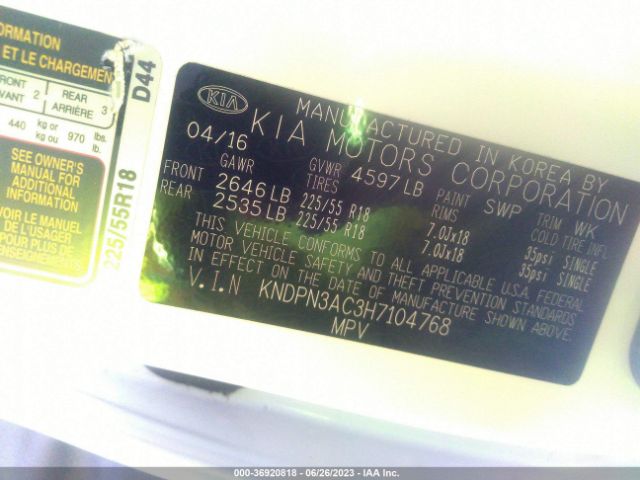 ORMATION
ET LE CHARGEMENT
FRONT 2 REAR 3
VANT ARRIÈRE
440 kg or 970 lbs.
kg ou lb.
SEE OWNER'S
MANUAL FOR
ADDITIONAL
INFORMATION
Voir LE MANUEL
DE L'USAGER
POUR PLUS DE
225/55R18 D44
KIA
MANUFACTURED IN KOREA BY
04/16 KIA MOTORS CORPORATION
GAWR GVWR 4597 LB PAINT SWP TRIM WK
FRONT 2646 LB TIRES 225/55 R18 RIMS 7.0Jx18 COLD TIRE INFL 35psi SINGLE
REAR 2535 LB 225/55 R18 7.0Jx18 35psi SINGLE
THIS VEHICLE CONFORMS TO ALL APPLICABLE U.S.A. FEDERAL
MOTOR VEHICLE SAFETY AND THEFT PREVENTION STANDARDS
IN EFFECT ON THE DATE OF MANUFACTURE SHOWN ABOVE.
V.I.N KNDPN3AC3H7104768
MPV
000-36920818 - 06/26/2023 - IAA Inc.